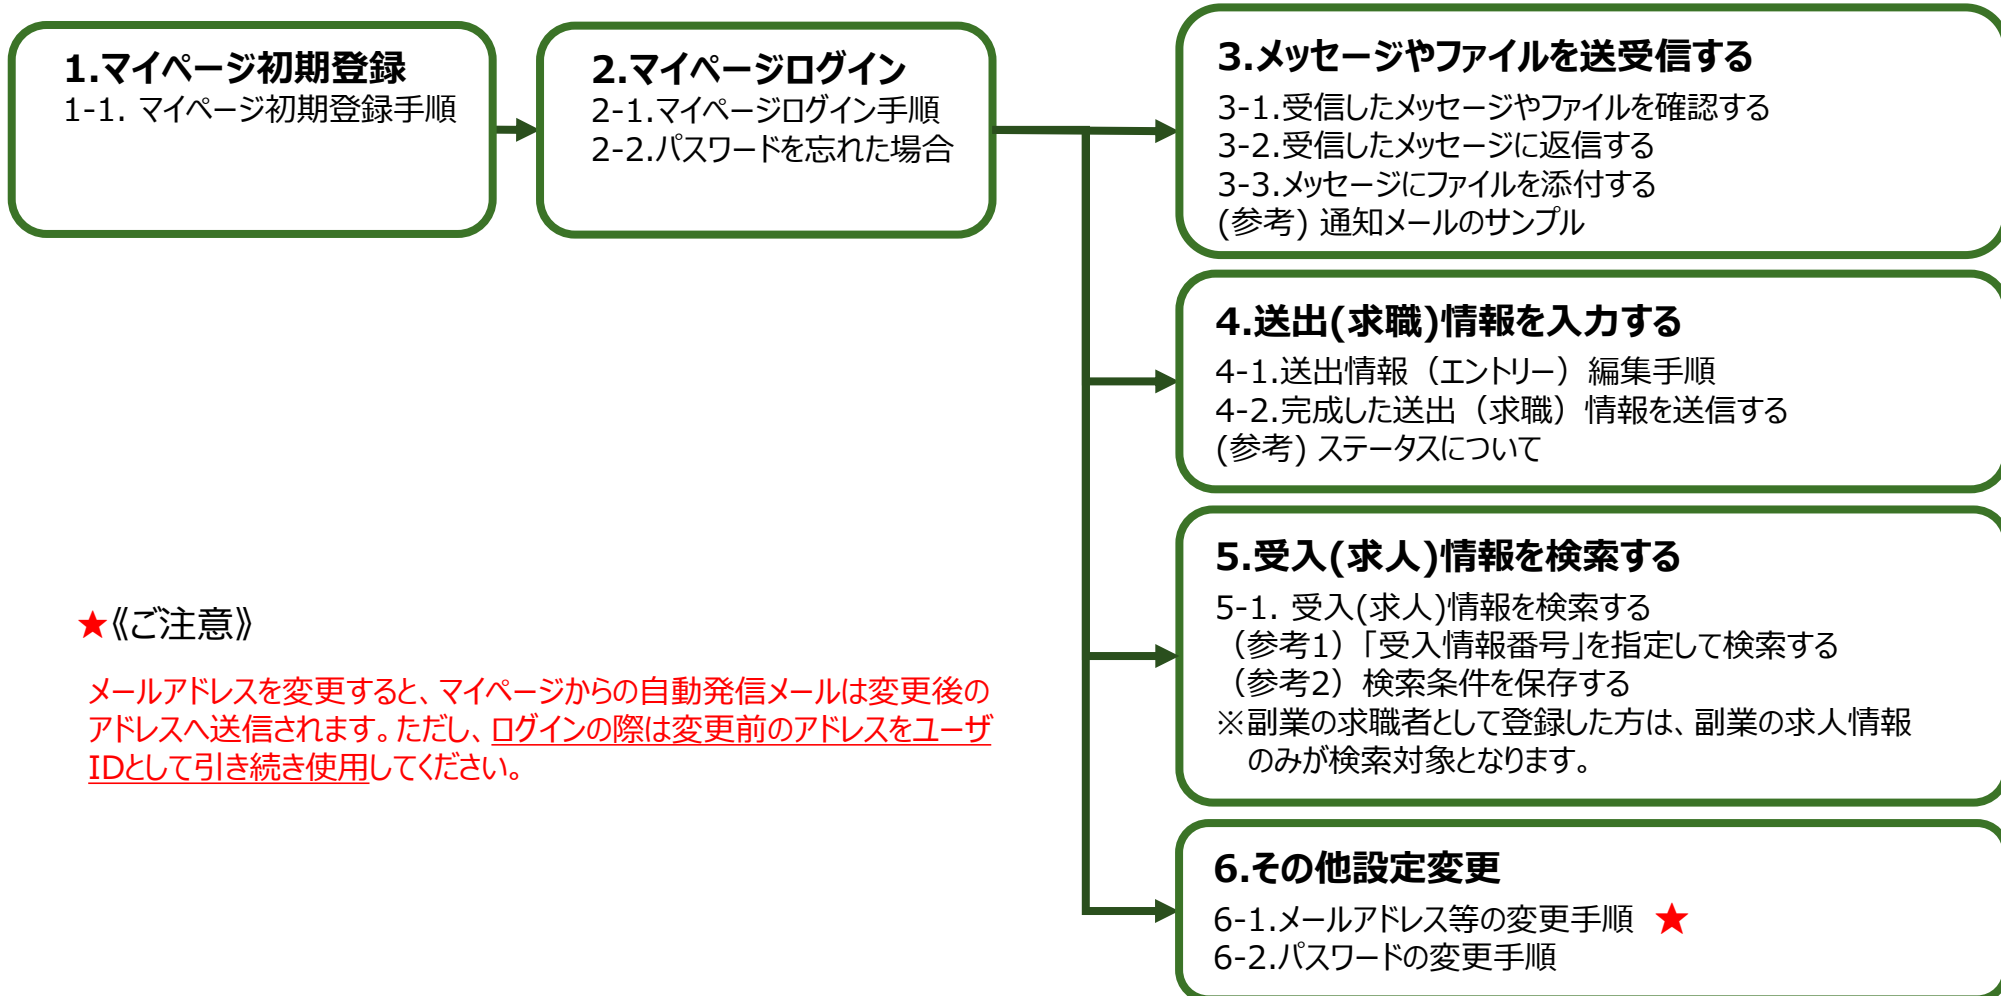 1.マイページ初期登録
1-1. マイページ初期登録手順
2.マイページログイン
2-1.マイページログイン手順
2-2.パスワードを忘れた場合
3.メッセージやファイルを送受信する
3-1.受信したメッセージやファイルを確認する
3-2.受信したメッセージに返信する
3-3.メッセージにファイルを添付する
(参考) 通知メールのサンプル
4.送出(求職)情報を入力する
4-1.送出情報（エントリー）編集手順
4-2.完成した送出（求職）情報を送信する
(参考) ステータスについて
5.受入(求人)情報を検索する
5-1. 受入(求人)情報を検索する
（参考1）「受入情報番号」を指定して検索する
（参考2）検索条件を保存する
※副業の求職者として登録した方は、副業の求人情報
のみが検索対象となります。
6.その他設定変更
6-1.メールアドレス等の変更手順 ★
6-2.パスワードの変更手順
★《ご注意》
メールアドレスを変更すると、マイページからの自動発信メールは変更後の
アドレスへ送信されます。ただし、ログインの際は変更前のアドレスをユーザ
IDとして引き続き使用してください。